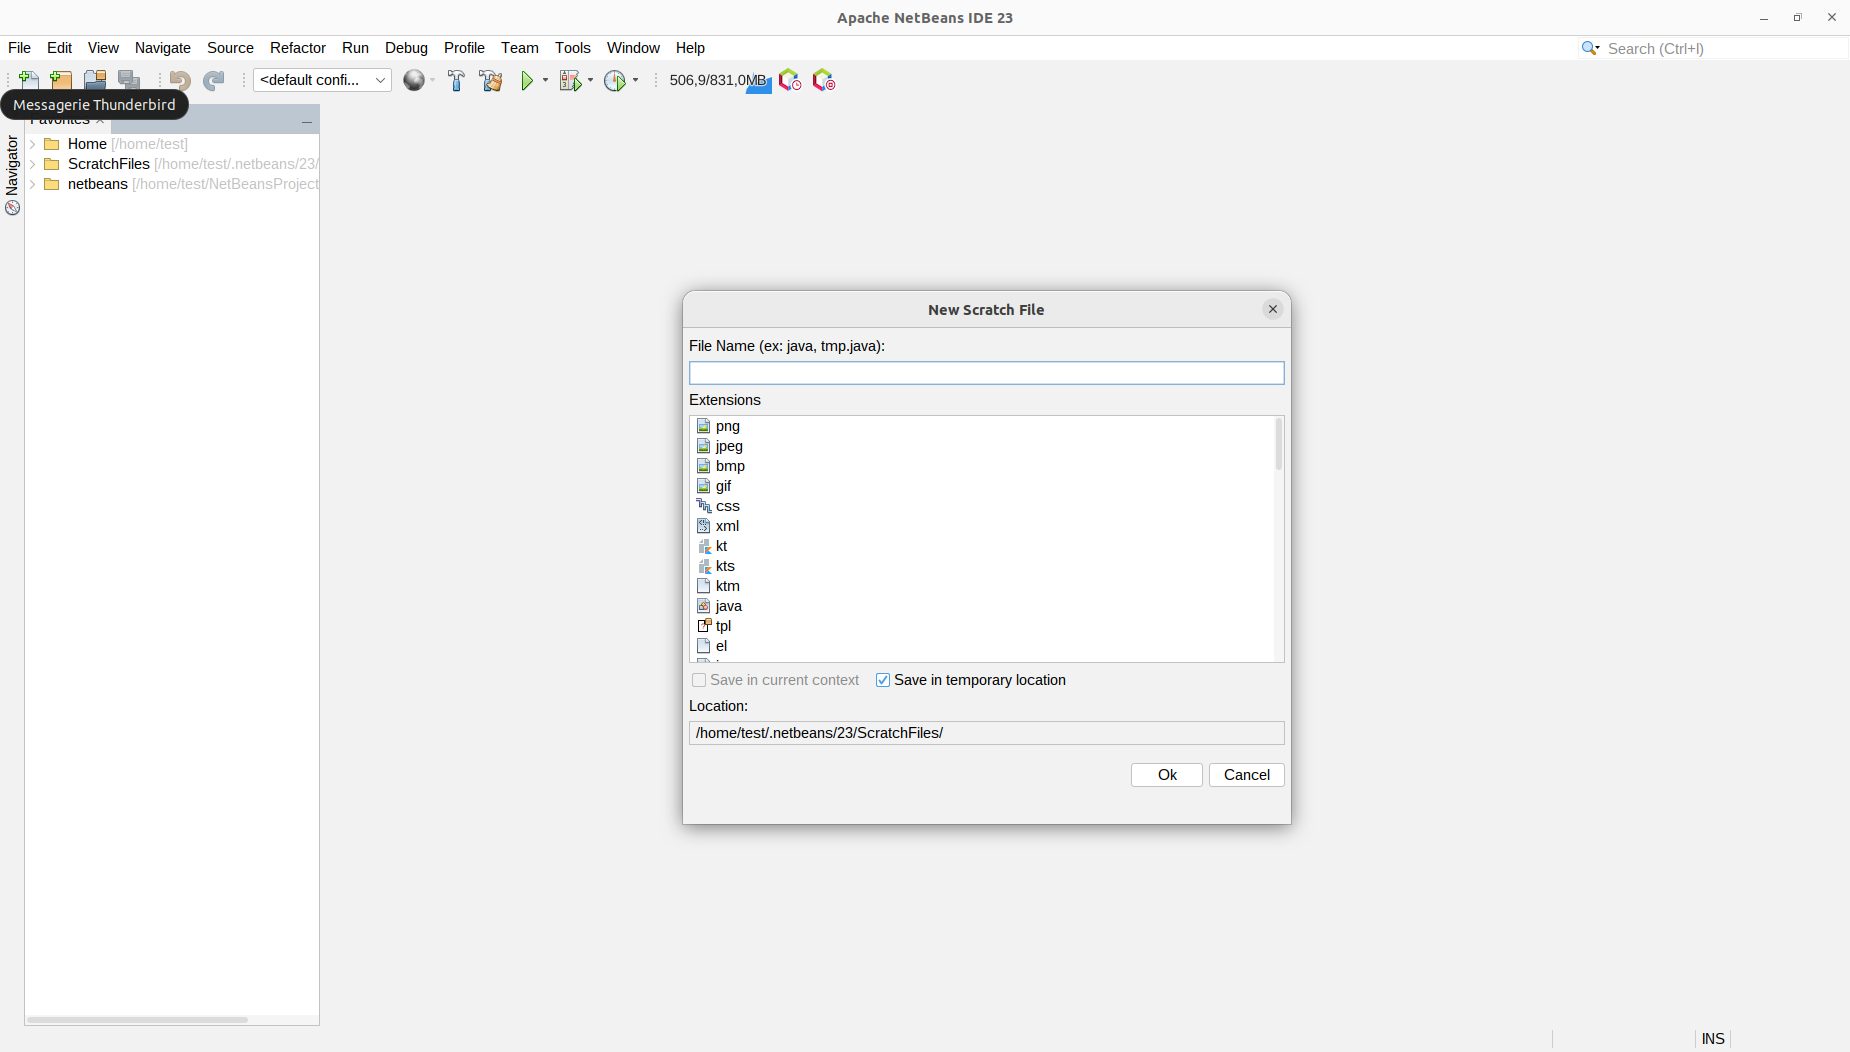 Apache NetBeans IDE 23
File Edit View Navigate Source Refactor Run Debug Profile Team Tools Window Help
Search (Ctrl+I)
<default confi...
506,9/831,0MB
Messagerie Thunderbird
Favorites
Navigator
Home [/home/test]
ScratchFiles [/home/test/.netbeans/23/
netbeans [/home/test/NetBeansProject
New Scratch File
File Name (ex: java, tmp.java):
Extensions
png
jpeg
bmp
gif
css
xml
kt
kts
ktm
java
tpl
el
Save in current context
Save in temporary location
Location:
/home/test/.netbeans/23/ScratchFiles/
Ok
Cancel
INS